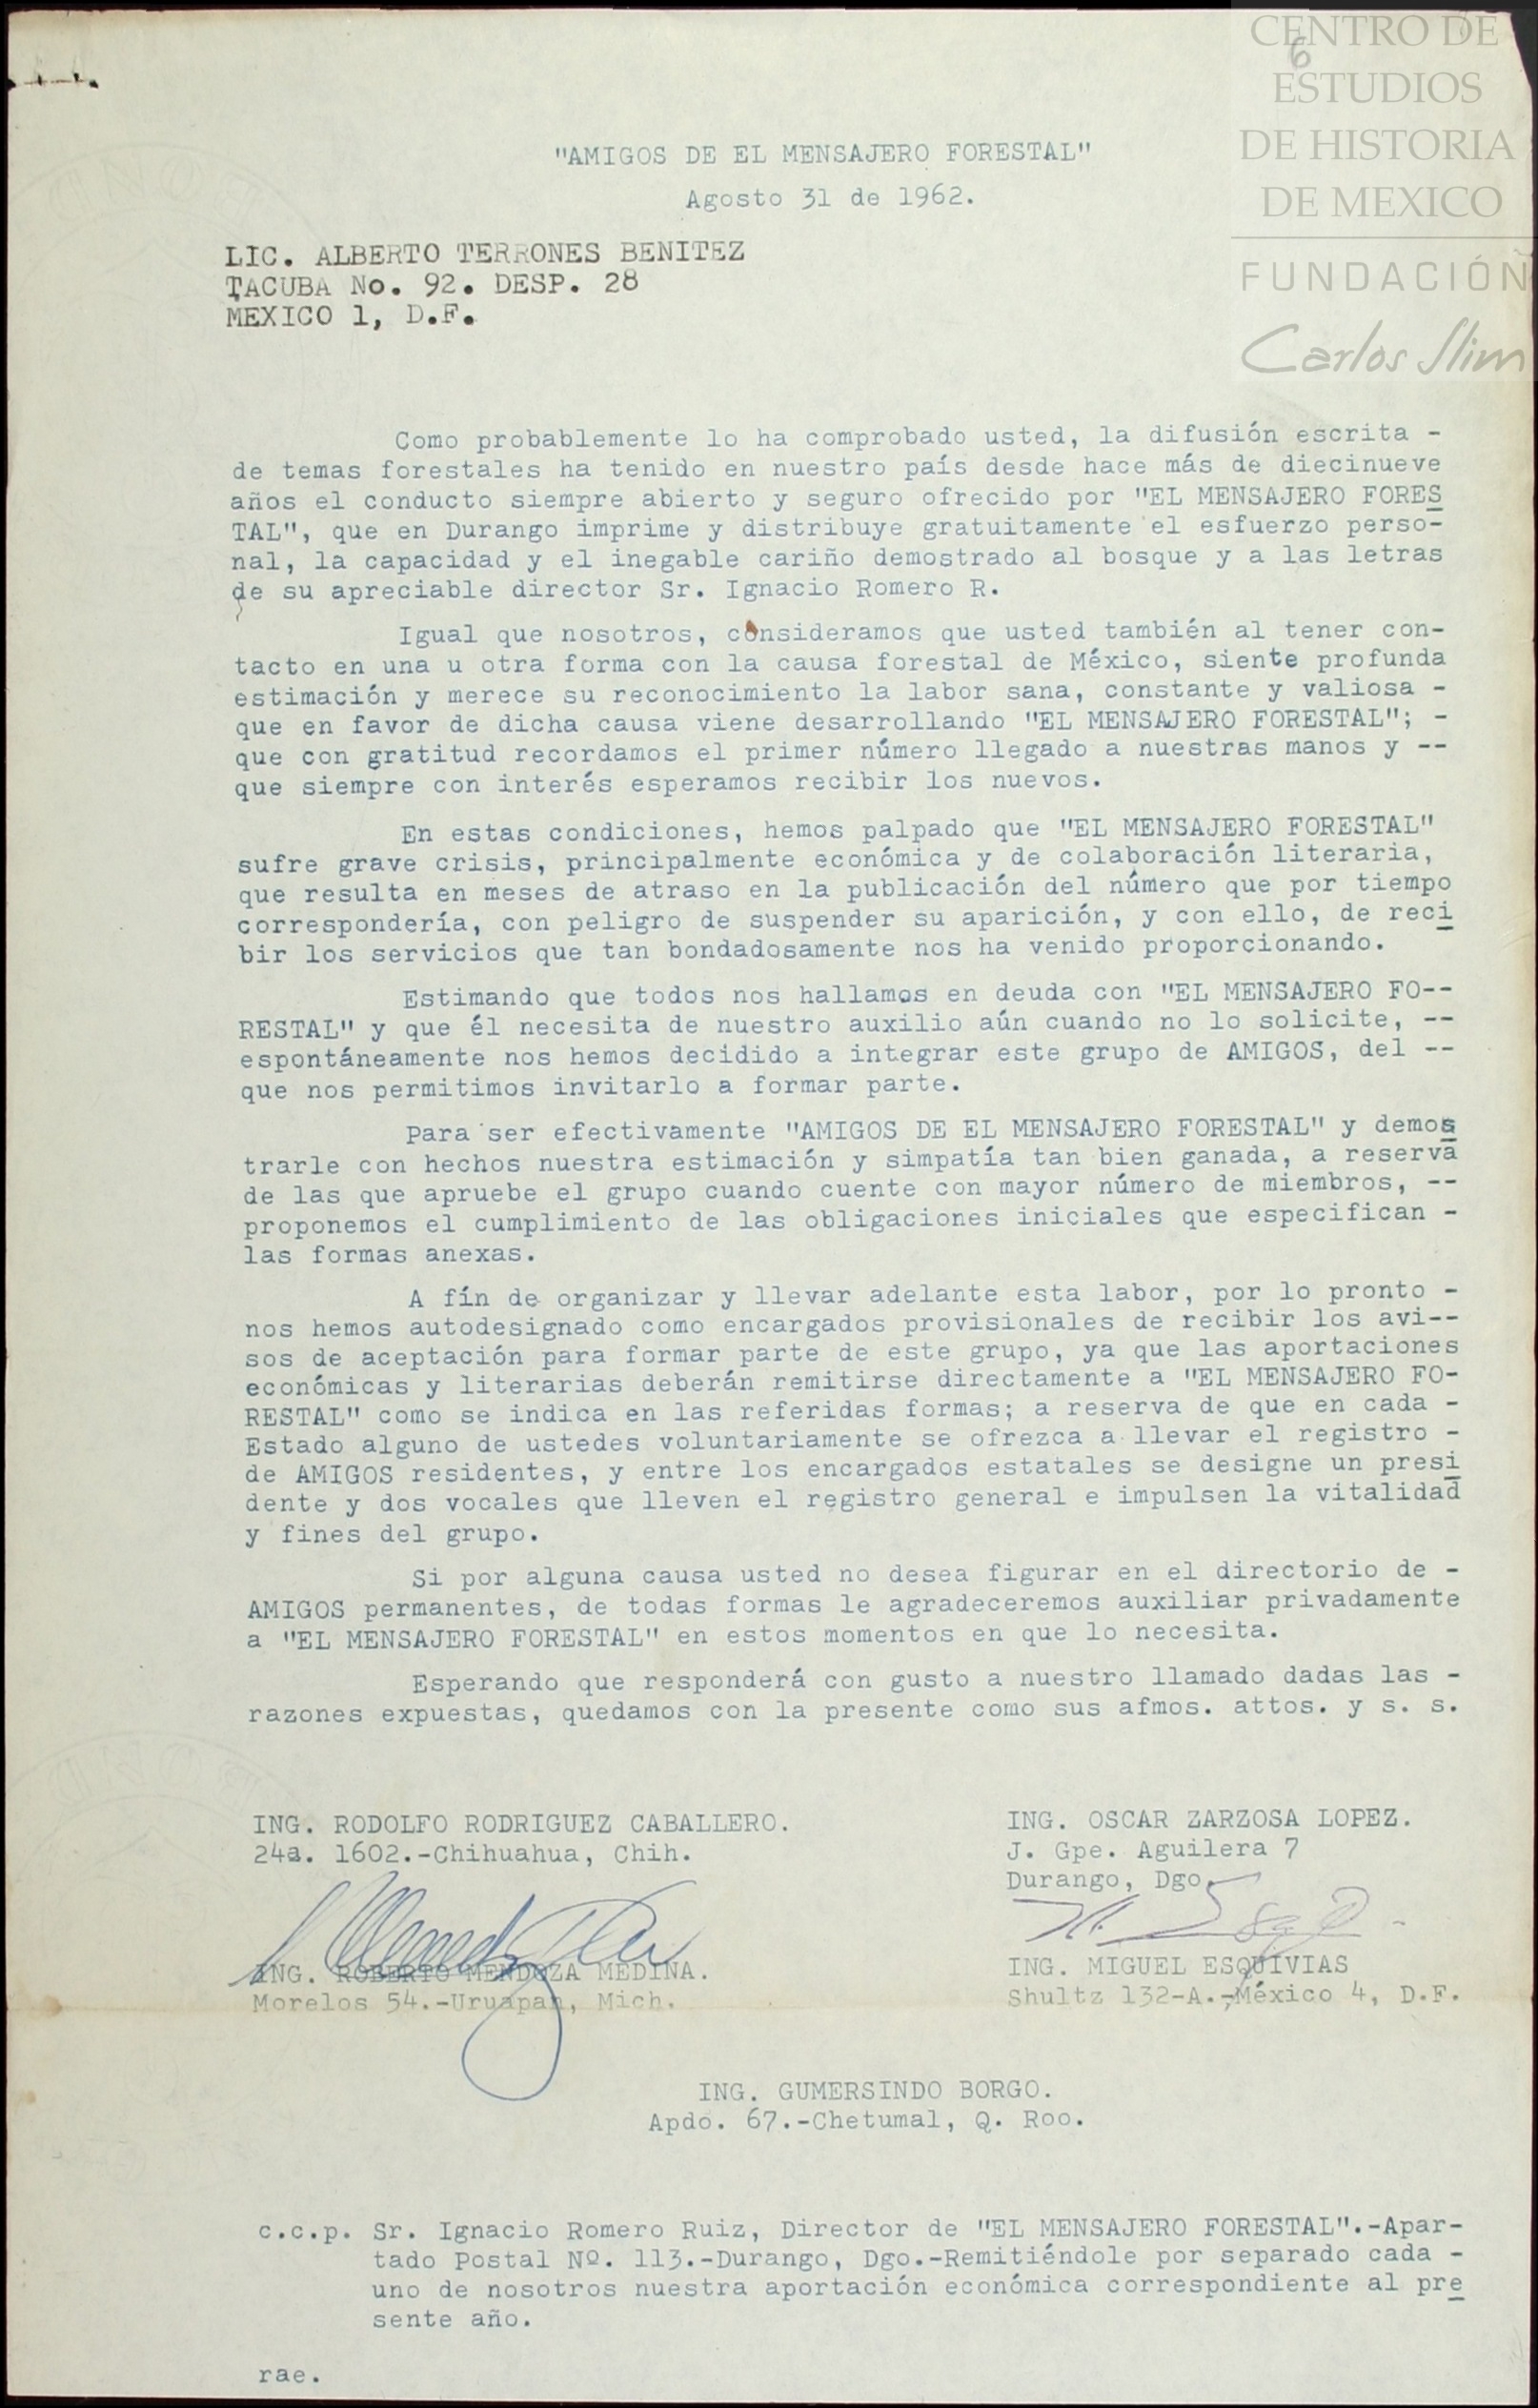 CENTRO DE
ESTUDIOS
DE HISTORIA
DE MEXICO
FUNDACIÓN
Carlos Slim
6
"AMIGOS DE EL MENSAJERO FORESTAL"
Agosto 31 de 1962.
LIC. ALBERTO TERRONES BENITEZ
TACUBA No. 92. DESP. 28
MEXICO 1, D.F.
Como probablemente lo ha comprobado usted, la difusión escrita -
de temas forestales ha tenido en nuestro país desde hace más de diecinueve
años el conducto siempre abierto y seguro ofrecido por "EL MENSAJERO FORES
TAL", que en Durango imprime y distribuye gratuitamente el esfuerzo perso-
nal, la capacidad y el inegable cariño demostrado al bosque y a las letras
de su apreciable director Sr. Ignacio Romero R.
Igual que nosotros, consideramos que usted también al tener con-
tacto en una u otra forma con la causa forestal de México, siente profunda
estimación y merece su reconocimiento la labor sana, constante y valiosa -
que en favor de dicha causa viene desarrollando "EL MENSAJERO FORESTAL"; -
que con gratitud recordamos el primer número llegado a nuestras manos y --
que siempre con interés esperamos recibir los nuevos.
En estas condiciones, hemos palpado que "EL MENSAJERO FORESTAL"
sufre grave crisis, principalmente económica y de colaboración literaria,
que resulta en meses de atraso en la publicación del número que por tiempo
correspondería, con peligro de suspender su aparición, y con ello, de reci
bir los servicios que tan bondadosamente nos ha venido proporcionando.
Estimando que todos nos hallamos en deuda con "EL MENSAJERO FO--
RESTAL" y que él necesita de nuestro auxilio aún cuando no lo solicite, --
espontáneamente nos hemos decidido a integrar este grupo de AMIGOS, del --
que nos permitimos invitarlo a formar parte.
Para ser efectivamente "AMIGOS DE EL MENSAJERO FORESTAL" y demos
trarle con hechos nuestra estimación y simpatía tan bien ganada, a reserva
de las que apruebe el grupo cuando cuente con mayor número de miembros, --
proponemos el cumplimiento de las obligaciones iniciales que especifican -
las formas anexas.
A fín de organizar y llevar adelante esta labor, por lo pronto -
nos hemos autodesignado como encargados provisionales de recibir los avi--
sos de aceptación para formar parte de este grupo, ya que las aportaciones
económicas y literarias deberán remitirse directamente a "EL MENSAJERO FO-
RESTAL" como se indica en las referidas formas; a reserva de que en cada -
Estado alguno de ustedes voluntariamente se ofrezca a llevar el registro -
de AMIGOS residentes, y entre los encargados estatales se designe un presi
dente y dos vocales que lleven el registro general e impulsen la vitalidad
y fines del grupo.
Si por alguna causa usted no desea figurar en el directorio de -
AMIGOS permanentes, de todas formas le agradeceremos auxiliar privadamente
a "EL MENSAJERO FORESTAL" en estos momentos en que lo necesita.
Esperando que responderá con gusto a nuestro llamado dadas las -
razones expuestas, quedamos con la presente como sus afmos. attos. y s. s.
ING. RODOLFO RODRIGUEZ CABALLERO.
24a. 1602.-Chihuahua, Chih.
ING. OSCAR ZARZOSA LOPEZ.
J. Gpe. Aguilera 7
Durango, Dgo.
ING. ROBERTO MENDOZA MEDINA.
Morelos 54.-Uruapan, Mich.
ING. MIGUEL ESQUIVIAS
Shultz 132-A.-México 4, D.F.
ING. GUMERSINDO BORGO.
Apdo. 67.-Chetumal, Q. Roo.
c.c.p. Sr. Ignacio Romero Ruiz, Director de "EL MENSAJERO FORESTAL".-Apar-
tado Postal Nº. 113.-Durango, Dgo.-Remitiéndole por separado cada -
uno de nosotros nuestra aportación económica correspondiente al pre
sente año.
rae.